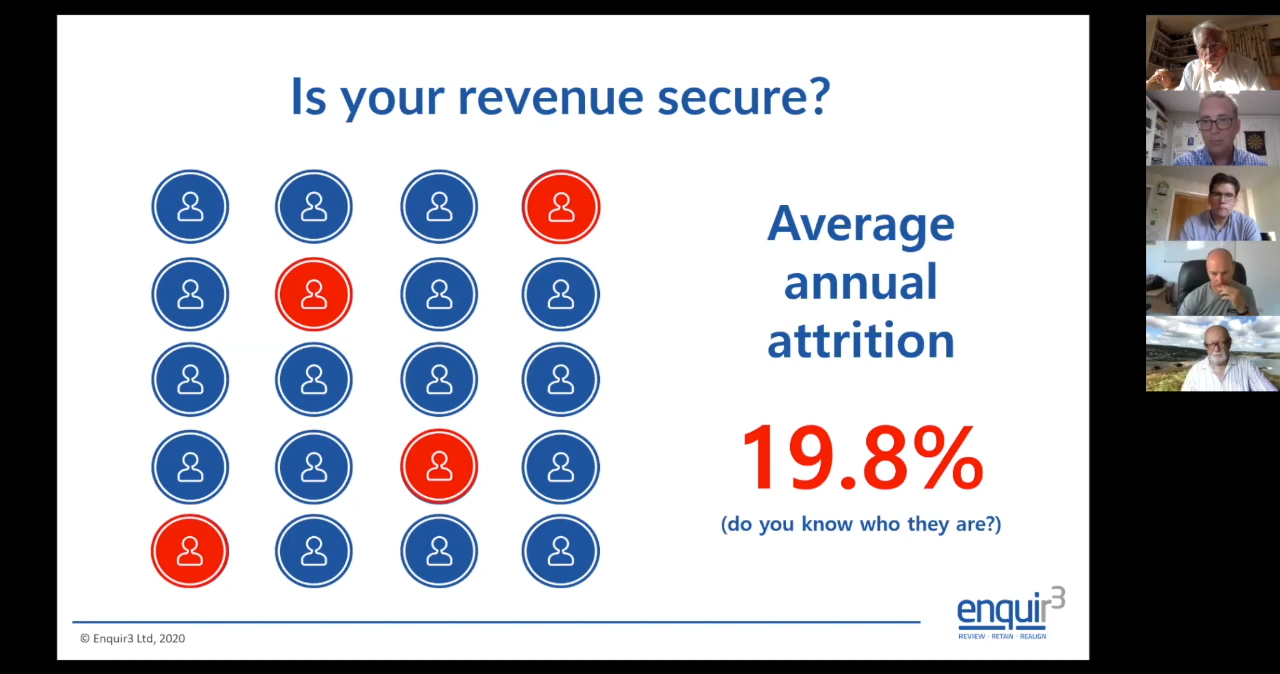 Is your revenue secure?
Average
annual
attrition
19.8%
(do you know who they are?)
enquir3
REVIEW · RETAIN · REALIGN
© Enquir3 Ltd, 2020